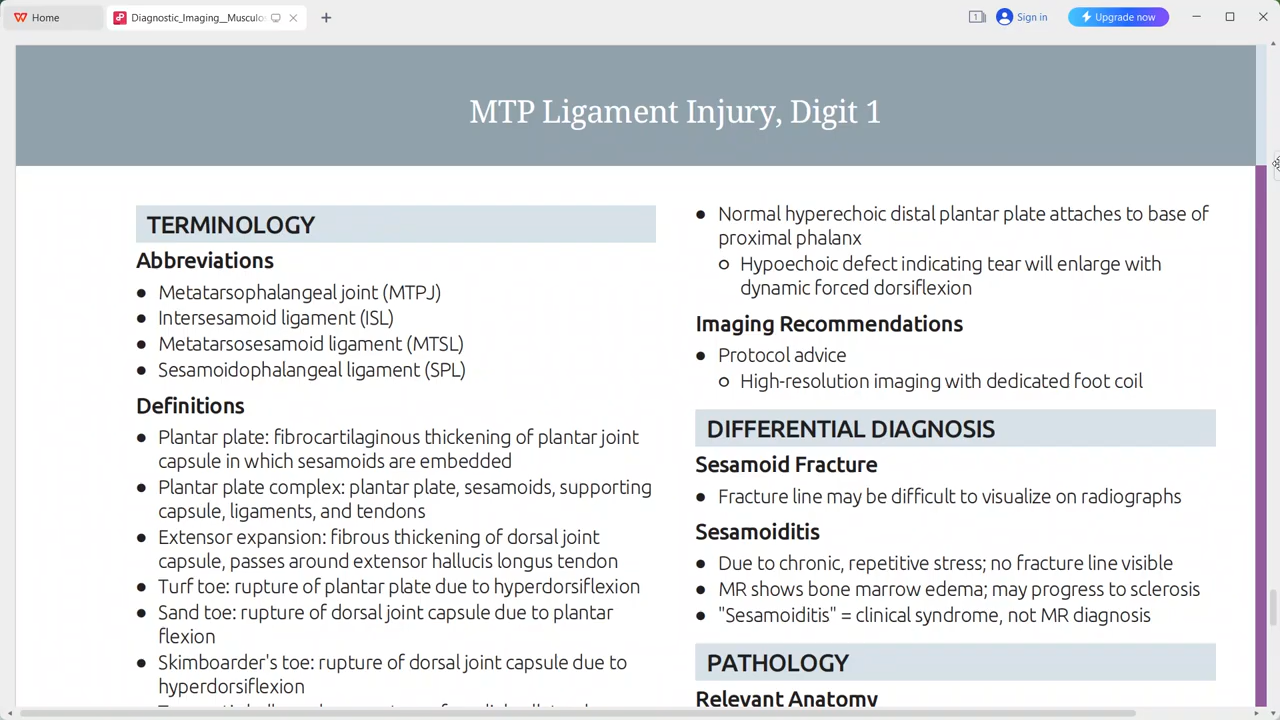 Home
Diagnostic_Imaging__Musculos
1
Sign in
Upgrade now
MTP Ligament Injury, Digit 1
TERMINOLOGY
Abbreviations
● Metatarsophalangeal joint (MTPJ)
● Intersesamoid ligament (ISL)
● Metatarsosesamoid ligament (MTSL)
● Sesamoidophalangeal ligament (SPL)
Definitions
● Plantar plate: fibrocartilaginous thickening of plantar joint
capsule in which sesamoids are embedded
● Plantar plate complex: plantar plate, sesamoids, supporting
capsule, ligaments, and tendons
● Extensor expansion: fibrous thickening of dorsal joint
capsule, passes around extensor hallucis longus tendon
● Turf toe: rupture of plantar plate due to hyperdorsiflexion
● Sand toe: rupture of dorsal joint capsule due to plantar
flexion
● Skimboarder's toe: rupture of dorsal joint capsule due to
hyperdorsiflexion
● Normal hyperechoic distal plantar plate attaches to base of
proximal phalanx
○ Hypoechoic defect indicating tear will enlarge with
dynamic forced dorsiflexion
Imaging Recommendations
● Protocol advice
○ High-resolution imaging with dedicated foot coil
DIFFERENTIAL DIAGNOSIS
Sesamoid Fracture
● Fracture line may be difficult to visualize on radiographs
Sesamoiditis
● Due to chronic, repetitive stress; no fracture line visible
● MR shows bone marrow edema; may progress to sclerosis
● "Sesamoiditis" = clinical syndrome, not MR diagnosis
PATHOLOGY
Relevant Anatomy